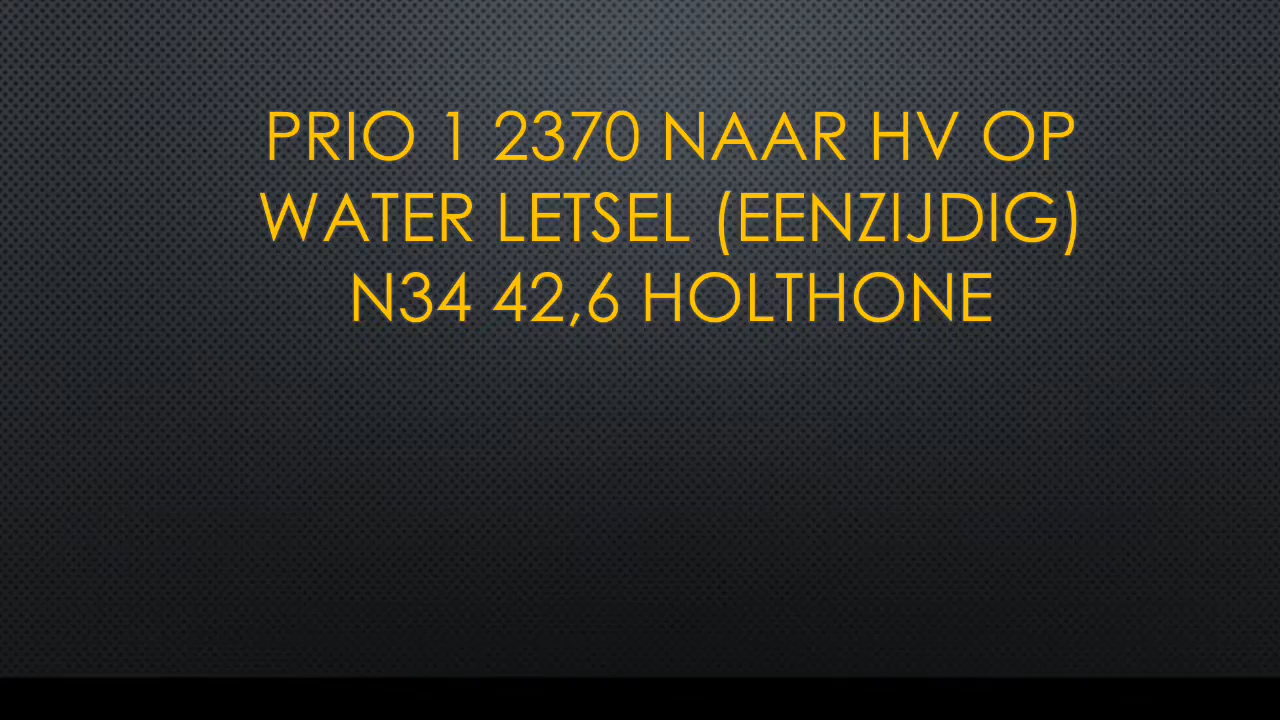 PRIO 1 2370 NAAR HV OP
WATER LETSEL (EENZIJDIG)
N34 42,6 HOLTHONE